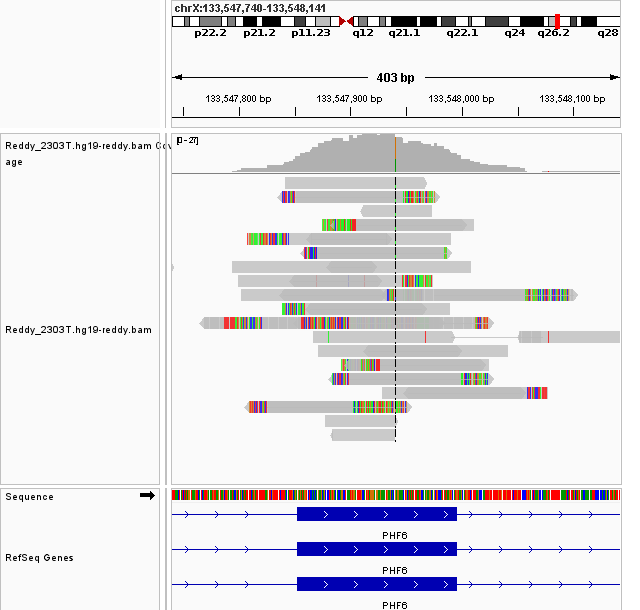 chrX:133,547,740-133,548,141
p22.2 p21.2 p11.23 q12 q21.1 q22.1 q24 q26.2 q28
403 bp
133,547,800 bp 133,547,900 bp 133,548,000 bp 133,548,100 bp
Reddy_2303T.hg19-reddy.bam Cov
age
[0 - 27]
Reddy_2303T.hg19-reddy.bam
Sequence
PHF6
RefSeq Genes
PHF6
PHF6